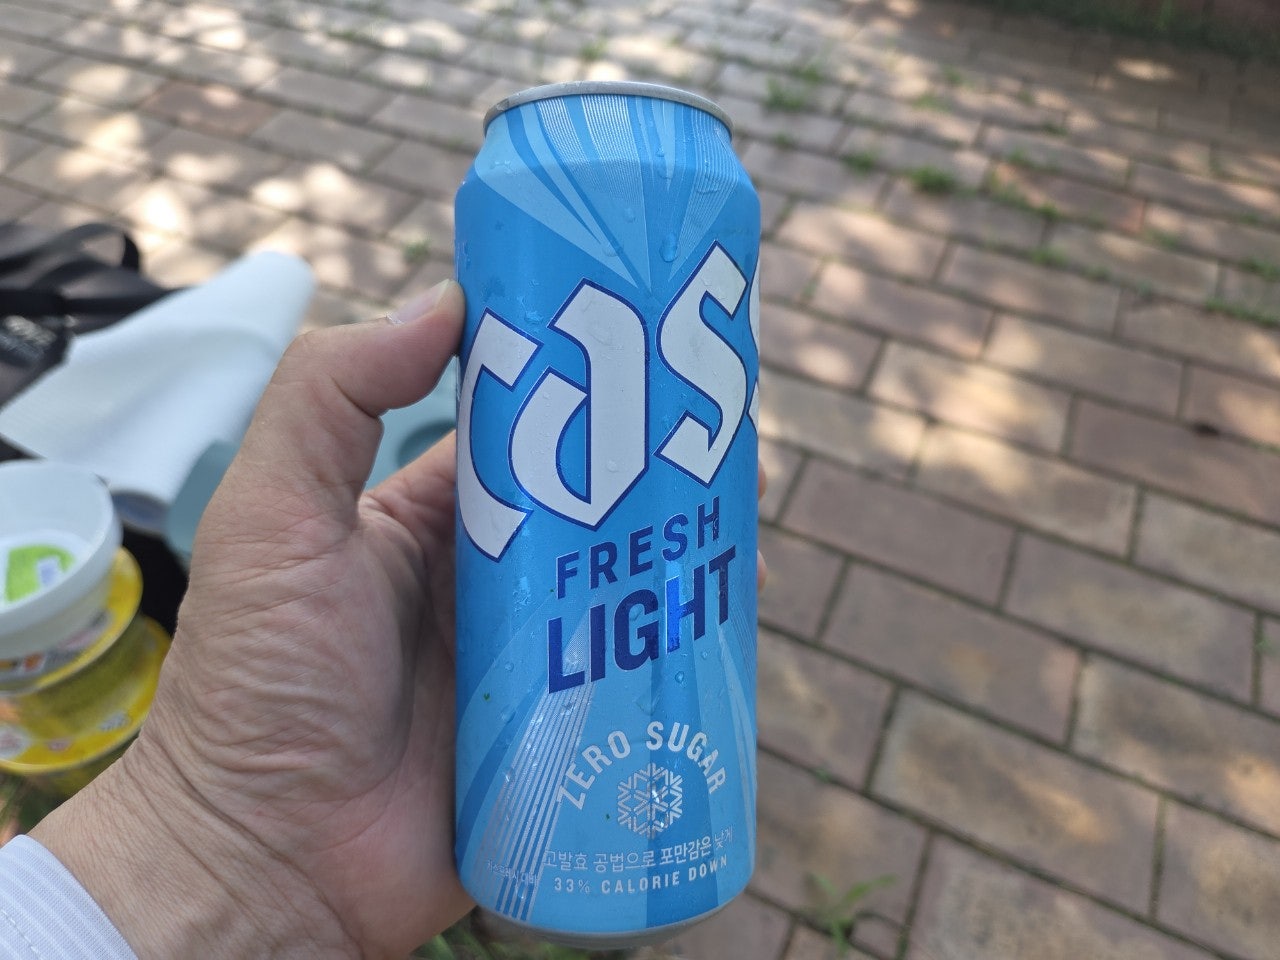 cass
FRESH
LIGHT
ZERO SUGAR
고발효 공법으로 포만감은 낮게
33% CALORIE DOWN